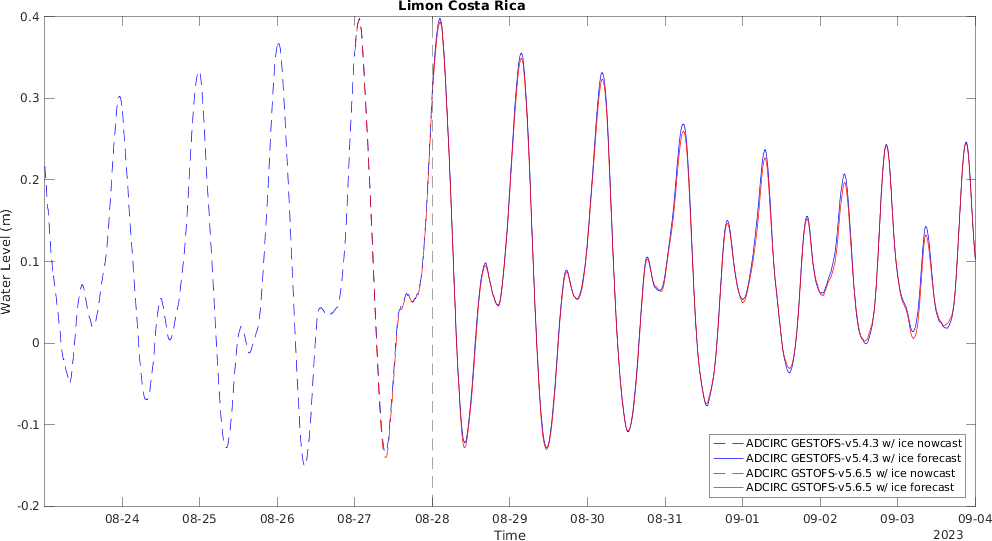 Limon Costa Rica
0.4
0.3
0.2
0.1
0
-0.1
-0.2
Water Level (m)
ADCIRC GESTOFS-v5.4.3 w/ ice nowcast
ADCIRC GESTOFS-v5.4.3 w/ ice forecast
ADCIRC GSTOFS-v5.6.5 w/ ice nowcast
ADCIRC GSTOFS-v5.6.5 w/ ice forecast
08-24 08-25 08-26 08-27 08-28 08-29 08-30 08-31 09-01 09-02 09-03 09-04
Time
2023